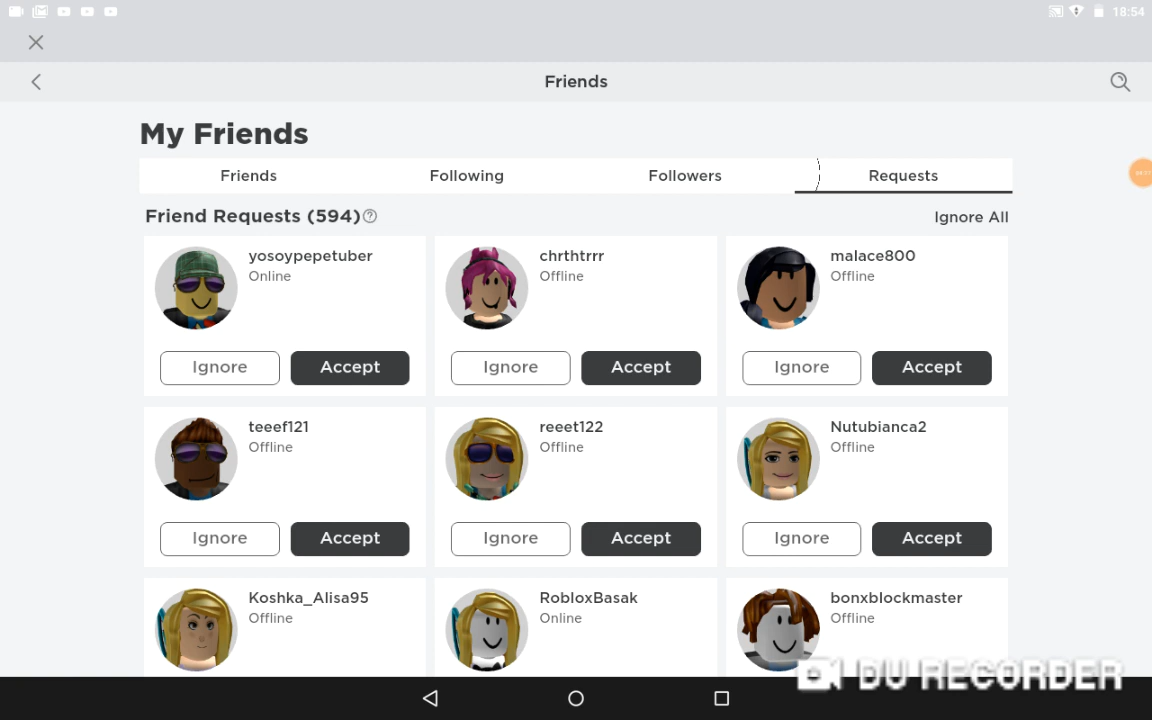 18:54
Friends
My Friends
Friends Following Followers Requests
Friend Requests (594)
Ignore All
yosoypepetuber
Online
Ignore Accept
chrthtrrr
Offline
Ignore Accept
malace800
Offline
Ignore Accept
teeef121
Offline
Ignore Accept
reeet122
Offline
Ignore Accept
Nutubianca2
Offline
Ignore Accept
Koshka_Alisa95
Offline
RobloxBasak
Online
bonxblockmaster
Offline
DU RECORDER